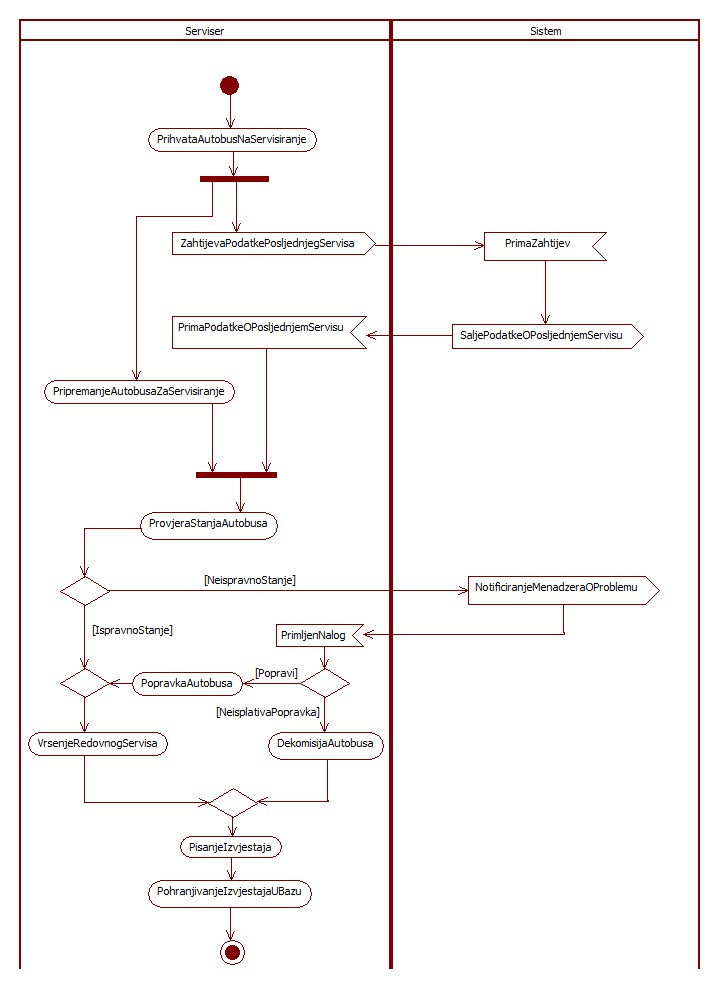 Serviser
Sistem
PrihvataAutobusNaServisiranje
ZahtijevaPodatkePosljednjegServisa
PrimaZahtijev
PrimaPodatkeOPosljednjemServisu
SaljePodatkeOPosljednjemServisu
PripremanjeAutobusaZaServisiranje
ProvjeraStanjaAutobusa
[NeispravnoStanje]
NotificiranjeMenadzeraOProblemu
[IspravnoStanje]
PrimljenNalog
[Popravi]
PopravkaAutobusa
[NeisplativaPopravka]
VrsenjeRedovnogServisa
DekomisijaAutobusa
PisanjeIzvjestaja
PohranjivanjeIzvjestajaUBazu